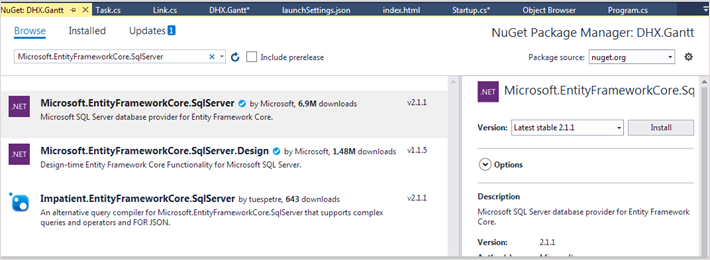 NuGet: DHX.Gantt Task.cs Link.cs DHX.Gantt* launchSettings.json index.html Startup.cs* Object Browser Program.cs
Browse Installed Updates 1 NuGet Package Manager: DHX.Gantt
Microsoft.EntityFrameworkCore.SqlServer Include prerelease Package source: nuget.org
.NET Microsoft.EntityFrameworkCore.SqlServer by Microsoft, 6.9M downloads v2.1.1
Microsoft SQL Server database provider for Entity Framework Core.
.NET Microsoft.EntityFrameworkCore.SqlServer.Design by Microsoft, 1.48M downloads v1.1.5
Design-time Entity Framework Core Functionality for Microsoft SQL Server.
Impatient.EntityFrameworkCore.SqlServer by tuespetre, 643 downloads v2.1.1
An alternative query compiler for Microsoft.EntityFrameworkCore.SqlServer that supports complex
queries and operators and FOR JSON.
.NET Microsoft.EntityFrameworkCore.Sq
Version: Latest stable 2.1.1 Install
Options
Description
Microsoft SQL Server database provider for Entity Framework
Core.
Version: 2.1.1